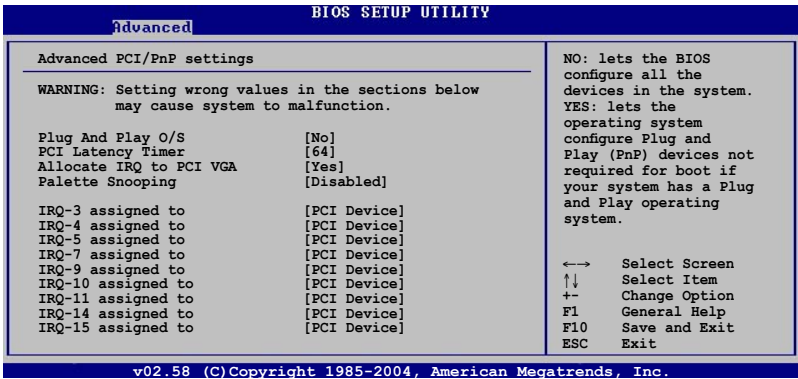 BIOS SETUP UTILITY
Advanced
Advanced PCI/PnP settings
WARNING: Setting wrong values in the sections below
may cause system to malfunction.
Plug And Play O/S [No]
PCI Latency Timer [64]
Allocate IRQ to PCI VGA [Yes]
Palette Snooping [Disabled]
IRQ-3 assigned to [PCI Device]
IRQ-4 assigned to [PCI Device]
IRQ-5 assigned to [PCI Device]
IRQ-7 assigned to [PCI Device]
IRQ-9 assigned to [PCI Device]
IRQ-10 assigned to [PCI Device]
IRQ-11 assigned to [PCI Device]
IRQ-14 assigned to [PCI Device]
IRQ-15 assigned to [PCI Device]
NO: lets the BIOS
configure all the
devices in the system.
YES: lets the
operating system
configure Plug and
Play (PnP) devices not
required for boot if
your system has a Plug
and Play operating
system.
←→ Select Screen
↑↓ Select Item
+- Change Option
F1 General Help
F10 Save and Exit
ESC Exit
v02.58 (C)Copyright 1985-2004, American Megatrends, Inc.